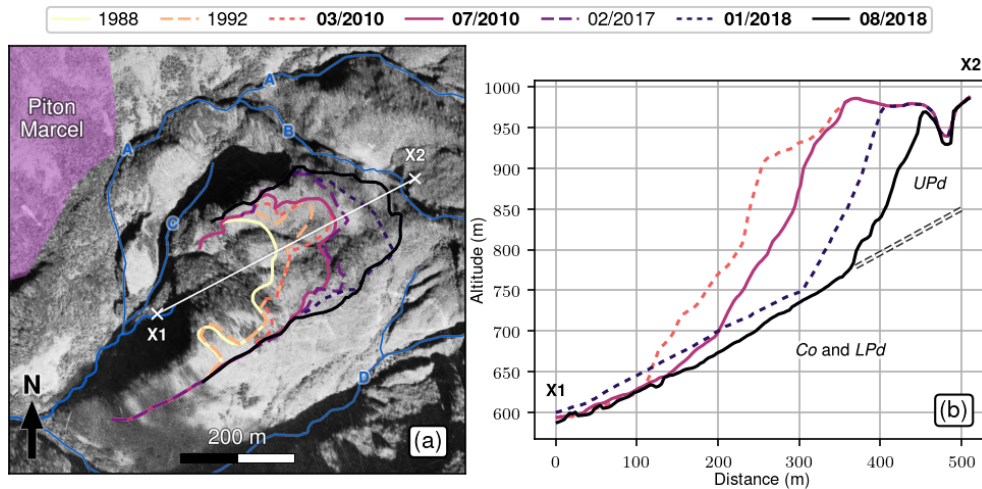 1988 1992 03/2010 07/2010 02/2017 01/2018 08/2018
Piton
Marcel
A
B
A
C
X2
X1
D
N
200 m
(a)
X2
1000
950
900
850
800
750
700
650
600
Altitude (m)
UPd
Co and LPd
X1
(b)
0 100 200 300 400 500
Distance (m)